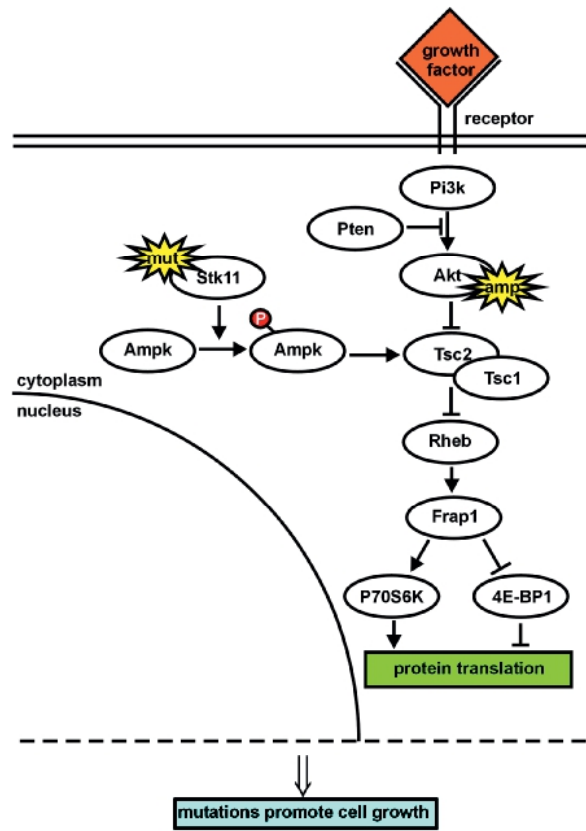 growth
factor
receptor
Pi3k
Pten
mut
Stk11
Akt
amp
P
Ampk
Ampk
Tsc2
Tsc1
cytoplasm
nucleus
Rheb
Frap1
P70S6K
4E-BP1
protein translation
mutations promote cell growth